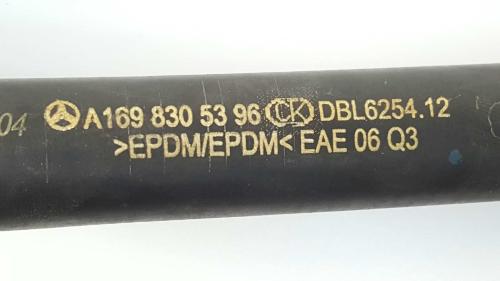 04 A169 830 53 96 CK DBL6254.12
>EPDM/EPDM< EAE 06 Q3